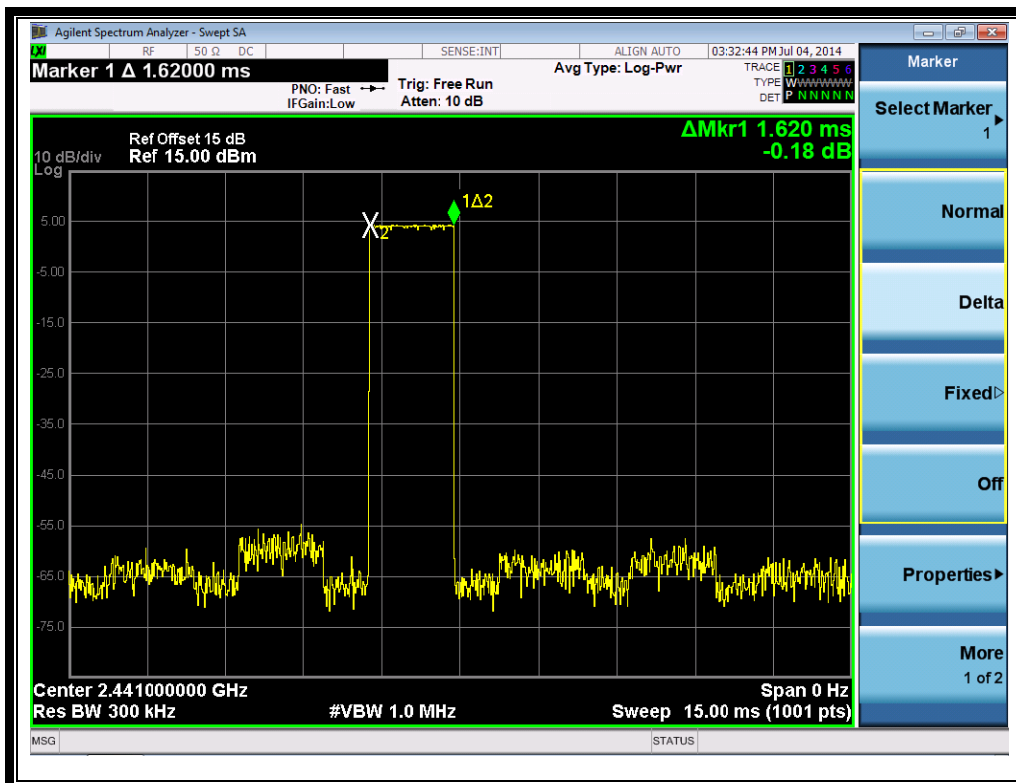 Agilent Spectrum Analyzer - Swept SA
LXI RF 50 Ω DC SENSE:INT ALIGN AUTO 03:32:44 PM Jul 04, 2014
Marker 1 Δ 1.62000 ms
PNO: Fast
IFGain:Low
Trig: Free Run
Atten: 10 dB
Avg Type: Log-Pwr
TRACE 1 2 3 4 5 6
TYPE WWWWWW
DET P N N N N N
Ref Offset 15 dB
Ref 15.00 dBm
10 dB/div
Log
ΔMkr1 1.620 ms
-0.18 dB
1Δ2
X2
5.00
-5.00
-15.0
-25.0
-35.0
-45.0
-55.0
-65.0
-75.0
Center 2.441000000 GHz
Res BW 300 kHz
#VBW 1.0 MHz
Span 0 Hz
Sweep 15.00 ms (1001 pts)
MSG
STATUS
Marker
Select Marker
1
Normal
Delta
Fixed
Off
Properties
More
1 of 2